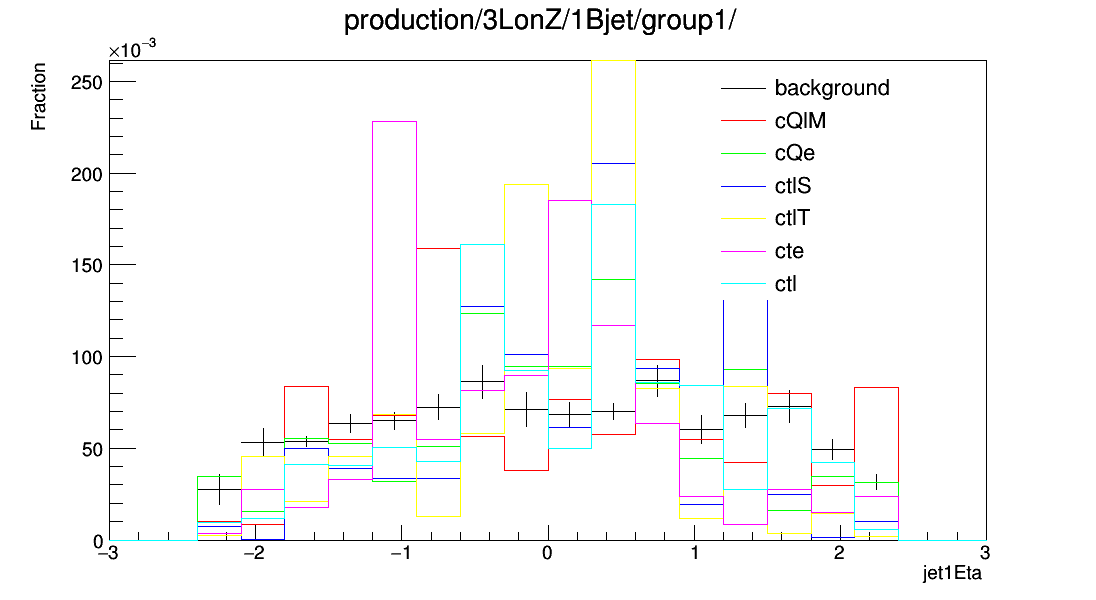 production/3LonZ/1Bjet/group1/
×10⁻³
Fraction
250
200
150
100
50
0
background
cQlM
cQe
ctlS
ctlT
cte
ctl
−3
−2
−1
0
1
2
3
jet1Eta